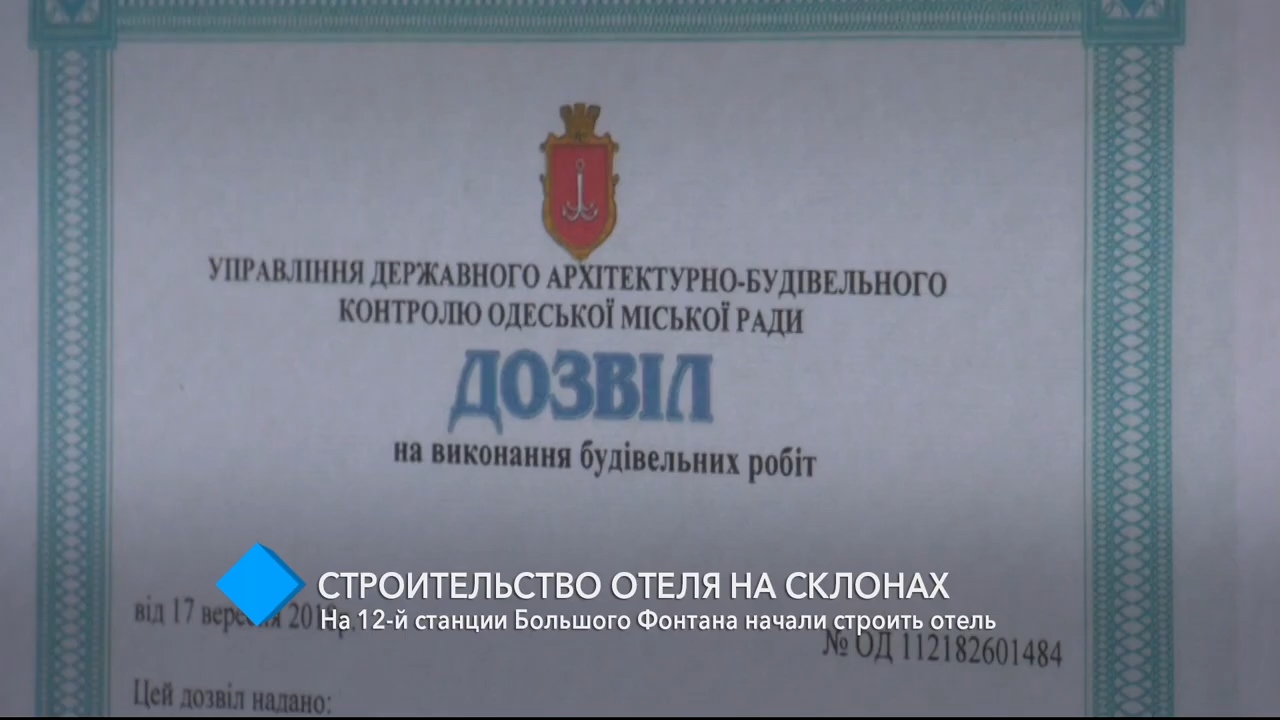 УПРАВЛІННЯ ДЕРЖАВНОГО АРХІТЕКТУРНО-БУДІВЕЛЬНОГО
КОНТРОЛЮ ОДЕСЬКОЇ МІСЬКОЇ РАДИ
ДОЗВІЛ
на виконання будівельних робіт
СТРОИТЕЛЬСТВО ОТЕЛЯ НА СКЛОНАХ
від 17
На 12-й станции Большого Фонтана начали строить отель
№ ОД 112182601484
Цей дозвіл надано: